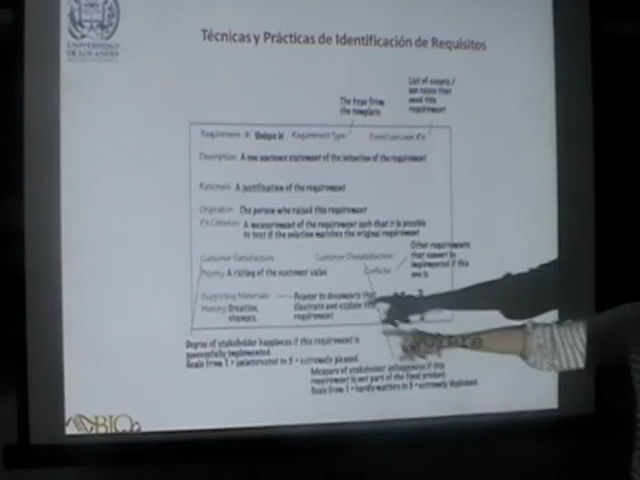 UNIVERSIDAD
DE LOS ANDES
Técnicas y Prácticas de Identificación de Requisitos
List of events /
use cases that
need this
requirement
The type from
the template
Requirement #: Unique id Requirement Type: Event/use case #'s:
Description: A one sentence statement of the intention of the requirement
Rationale: A justification of the requirement
Originator: The person who raised this requirement
Fit Criterion: A measurement of the requirement such that it is possible
to test if the solution matches the original requirement
Other requirements
that cannot be
implemented if this
one is
Customer Satisfaction: Customer Dissatisfaction:
Priority: A rating of the customer value Conflicts:
Supporting Materials: Pointer to documents that
illustrate and explain this
requirement
History: Creation,
changes,
Degree of stakeholder happiness if this requirement is
successfully implemented.
Scale from 1 = uninterested to 5 = extremely pleased.
Measure of stakeholder unhappiness if this
requirement is not part of the final product.
Scale from 1 = hardly matters to 5 = extremely displeased.
BIO